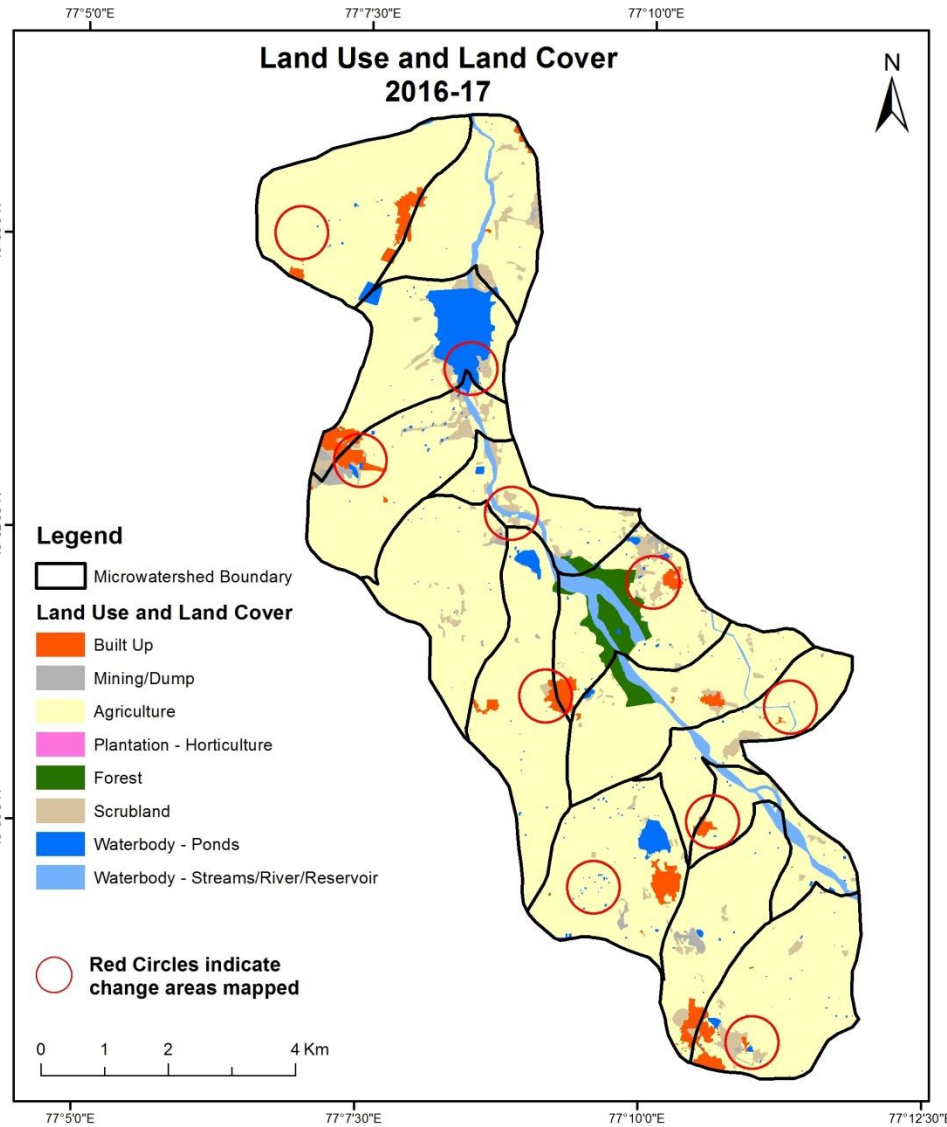 77°5'0"E
77°7'30"E
77°10'0"E
Land Use and Land Cover
2016-17
N
Legend
Microwatershed Boundary
Land Use and Land Cover
Built Up
Mining/Dump
Agriculture
Plantation - Horticulture
Forest
Scrubland
Waterbody - Ponds
Waterbody - Streams/River/Reservoir
Red Circles indicate
change areas mapped
0 1 2 4 Km
77°5'0"E
77°7'30"E
77°10'0"E
77°12'30"E